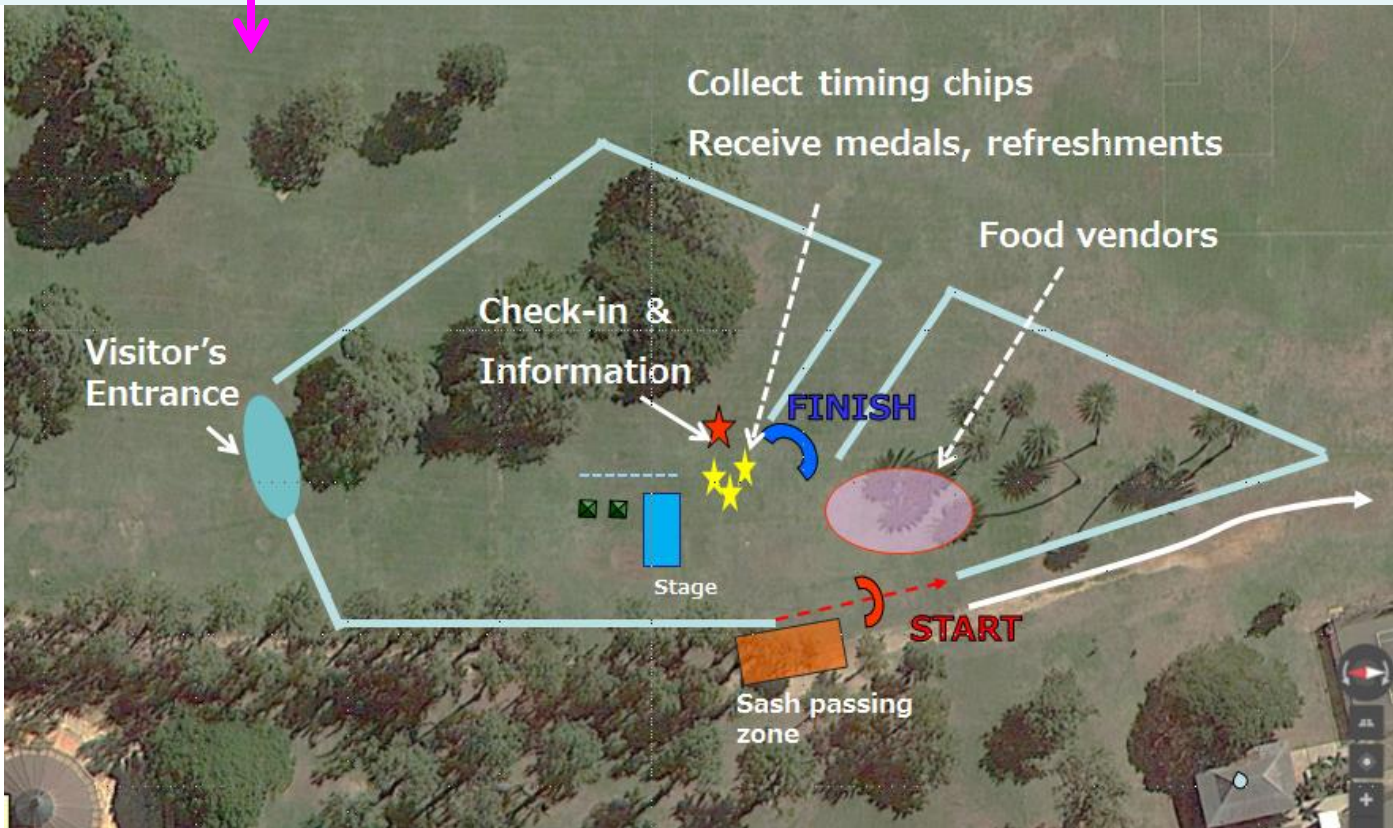 Collect timing chips
Receive medals, refreshments
Food vendors
Check-in &
Information
Visitor's
Entrance
FINISH
Stage
START
Sash passing
zone